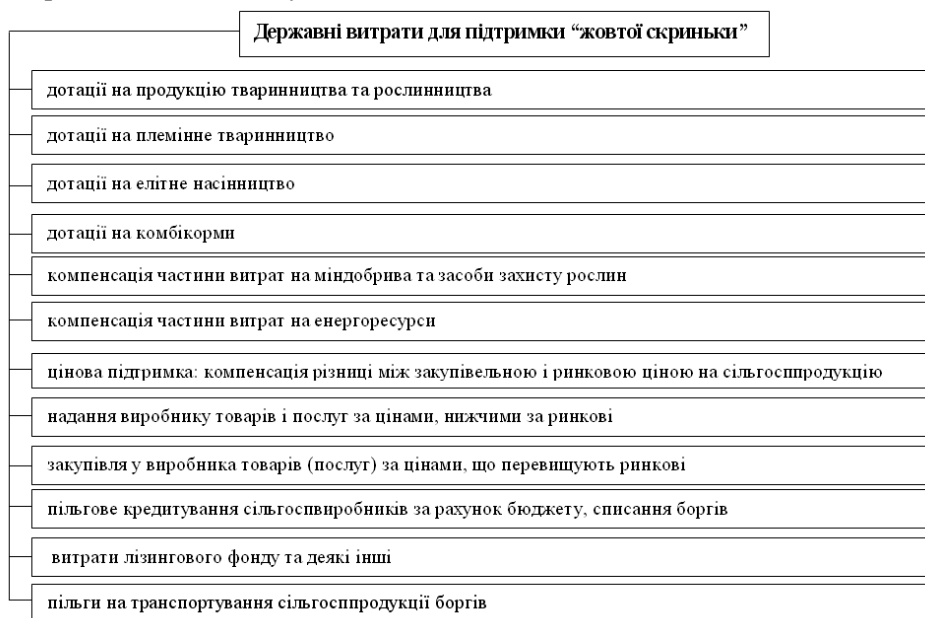 Державні витрати для підтримки “жовтої скриньки”
дотації на продукцію тваринництва та рослинництва
дотації на племінне тваринництво
дотації на елітне насінництво
дотації на комбікорми
компенсація частини витрат на міндобрива та засоби захисту рослин
компенсація частини витрат на енергоресурси
цінова підтримка: компенсація різниці між закупівельною і ринковою ціною на сільгосппродукцію
надання виробнику товарів і послуг за цінами, нижчими за ринкові
закупівля у виробника товарів (послуг) за цінами, що перевищують ринкові
пільгове кредитування сільгоспвиробників за рахунок бюджету, списання боргів
витрати лізингового фонду та деякі інші
пільги на транспортування сільгосппродукції боргів